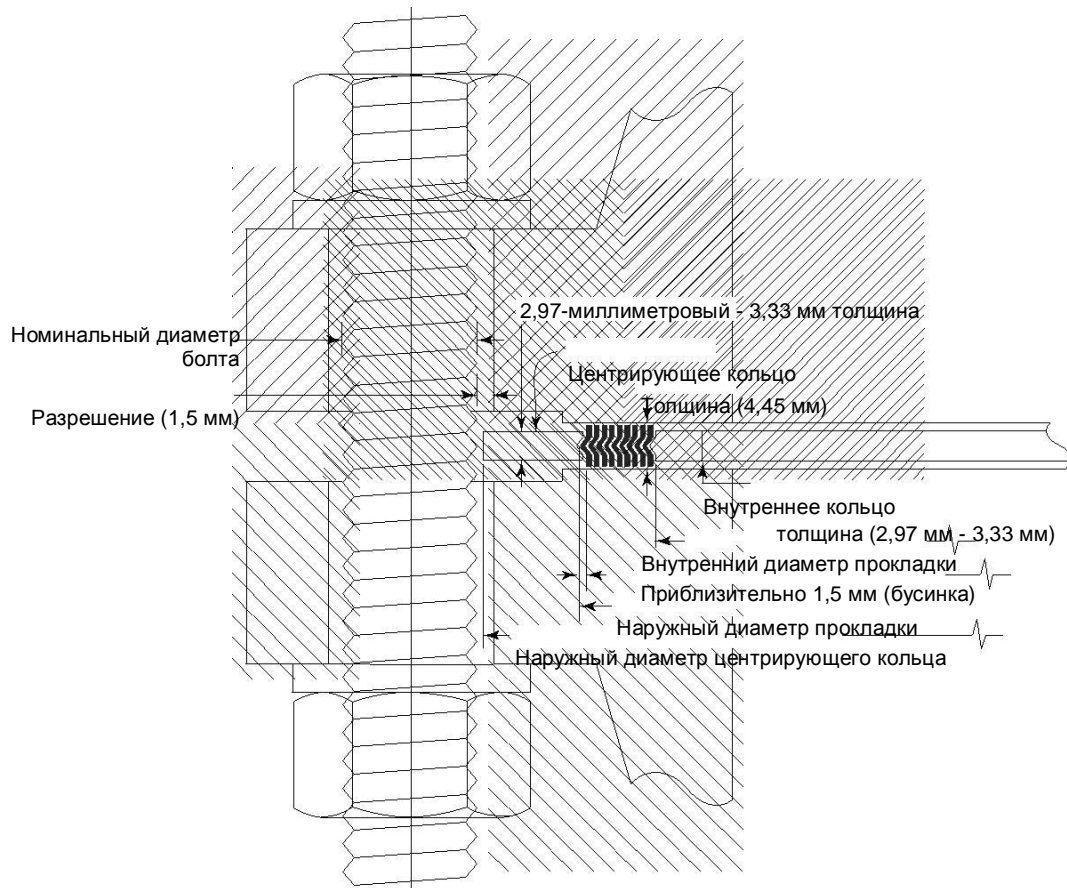 Номинальный диаметр
болта
Разрешение (1,5 мм)
2,97-миллиметровый - 3,33 мм толщина
Центрирующее кольцо
Толщина (4,45 мм)
Внутреннее кольцо
толщина (2,97 мм - 3,33 мм)
Внутренний диаметр прокладки
Приблизительно 1,5 мм (бусинка)
Наружный диаметр прокладки
Наружный диаметр центрирующего кольца